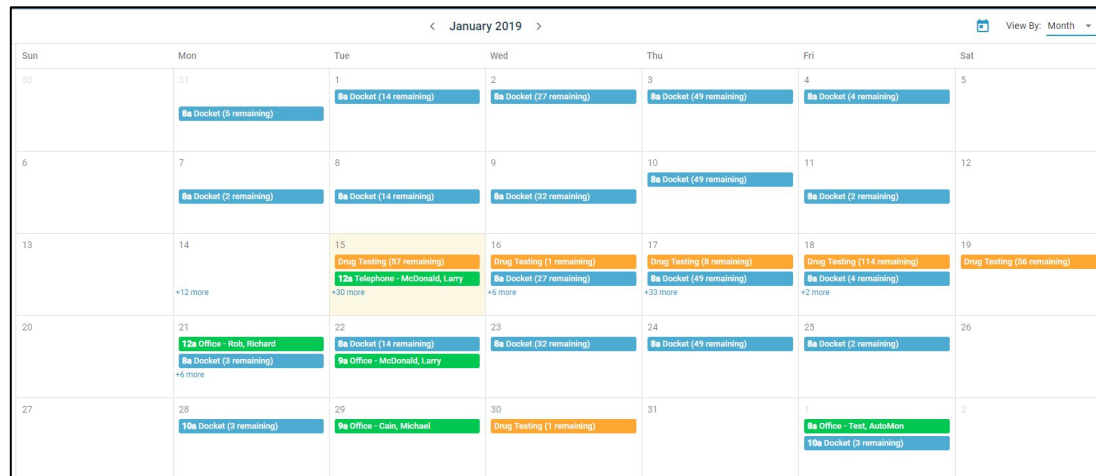 January 2019
View By: Month
Sun Mon Tue Wed Thu Fri Sat
30 31 1 2 3 4 5
8a Docket (5 remaining)
8a Docket (14 remaining)
8a Docket (27 remaining)
8a Docket (49 remaining)
8a Docket (4 remaining)
6 7 8 9 10 11 12
8a Docket (2 remaining)
8a Docket (14 remaining)
8a Docket (32 remaining)
8a Docket (49 remaining)
8a Docket (2 remaining)
13 14 15 16 17 18 19
+12 more
Drug Testing (57 remaining)
12a Telephone - McDonald, Larry
+30 more
Drug Testing (1 remaining)
8a Docket (27 remaining)
+6 more
Drug Testing (8 remaining)
8a Docket (49 remaining)
+33 more
Drug Testing (114 remaining)
8a Docket (4 remaining)
+2 more
Drug Testing (56 remaining)
20 21 22 23 24 25 26
12a Office - Rob, Richard
8a Docket (3 remaining)
+6 more
8a Docket (14 remaining)
9a Office - McDonald, Larry
8a Docket (32 remaining)
8a Docket (49 remaining)
8a Docket (2 remaining)
27 28 29 30 31 1 2
10a Docket (3 remaining)
9a Office - Cain, Michael
Drug Testing (1 remaining)
8a Office - Test, AutoMon
10a Docket (3 remaining)